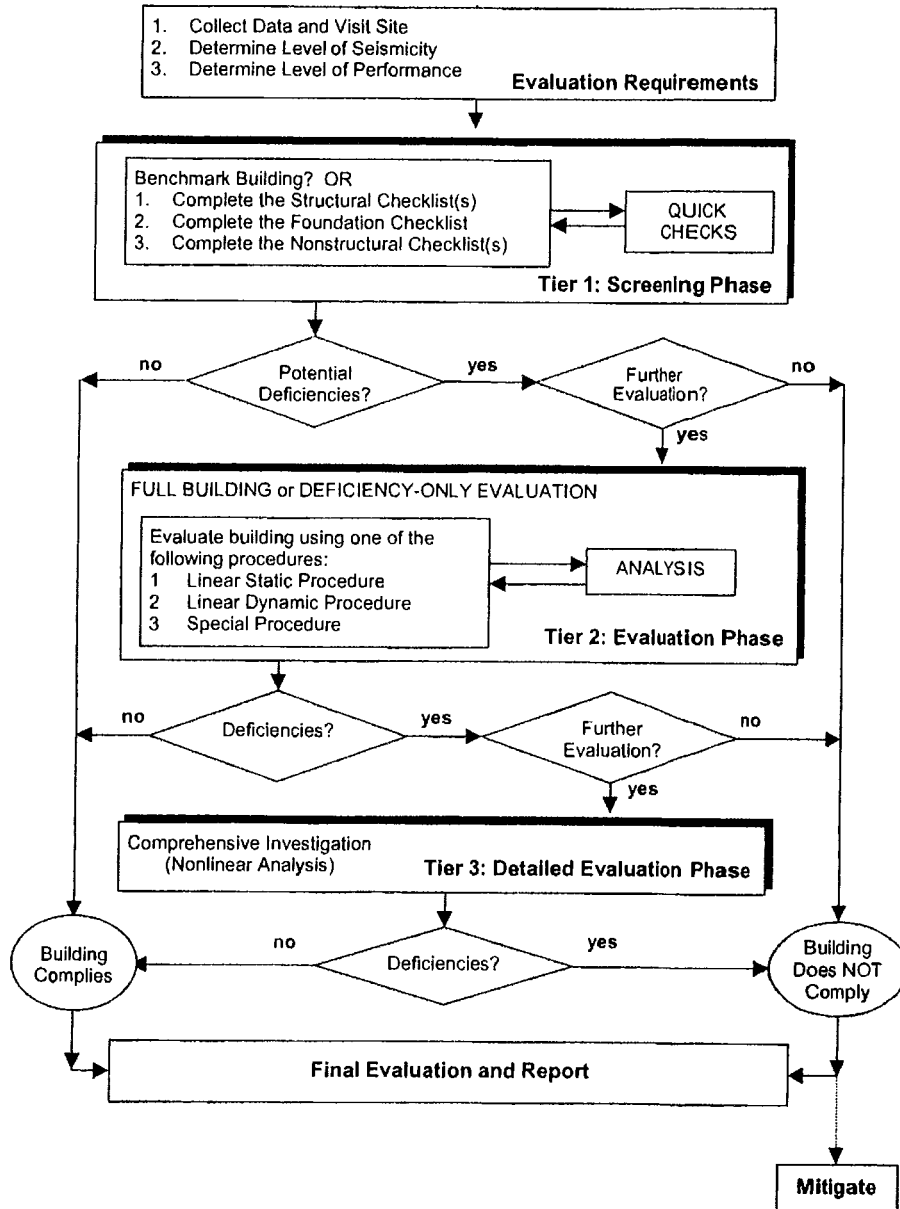 1. Collect Data and Visit Site
2. Determine Level of Seismicity
3. Determine Level of Performance
Evaluation Requirements
Benchmark Building? OR
1. Complete the Structural Checklist(s)
2. Complete the Foundation Checklist
3. Complete the Nonstructural Checklist(s)
QUICK
CHECKS
Tier 1: Screening Phase
no
Potential
Deficiencies?
yes
Further
Evaluation?
no
yes
FULL BUILDING or DEFICIENCY-ONLY EVALUATION
Evaluate building using one of the
following procedures:
1 Linear Static Procedure
2 Linear Dynamic Procedure
3 Special Procedure
ANALYSIS
Tier 2: Evaluation Phase
no
Deficiencies?
yes
Further
Evaluation?
no
yes
Comprehensive Investigation
(Nonlinear Analysis)
Tier 3: Detailed Evaluation Phase
Building
Complies
no
Deficiencies?
yes
Building
Does NOT
Comply
Final Evaluation and Report
Mitigate